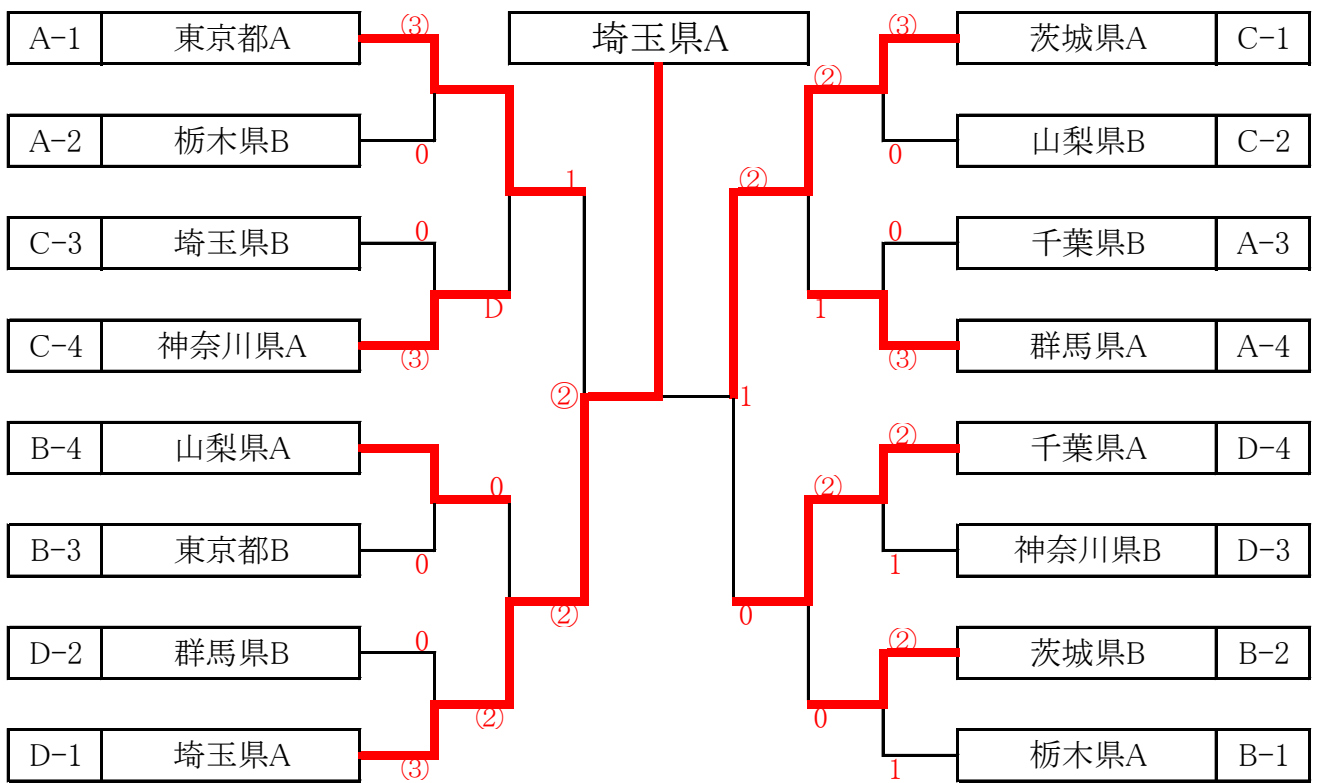 A-1 東京都A ③ 埼玉県A ③ 茨城県A C-1
②
A-2 栃木県B 0 0 山梨県B C-2
1 ②
C-3 埼玉県B 0 0 千葉県B A-3
D 1
C-4 神奈川県A ③ ③ 群馬県A A-4
② 1
B-4 山梨県A ② 千葉県A D-4
0 ②
B-3 東京都B 0 1 神奈川県B D-3
② 0
D-2 群馬県B 0 ② 茨城県B B-2
② 0
D-1 埼玉県A ③ 1 栃木県A B-1